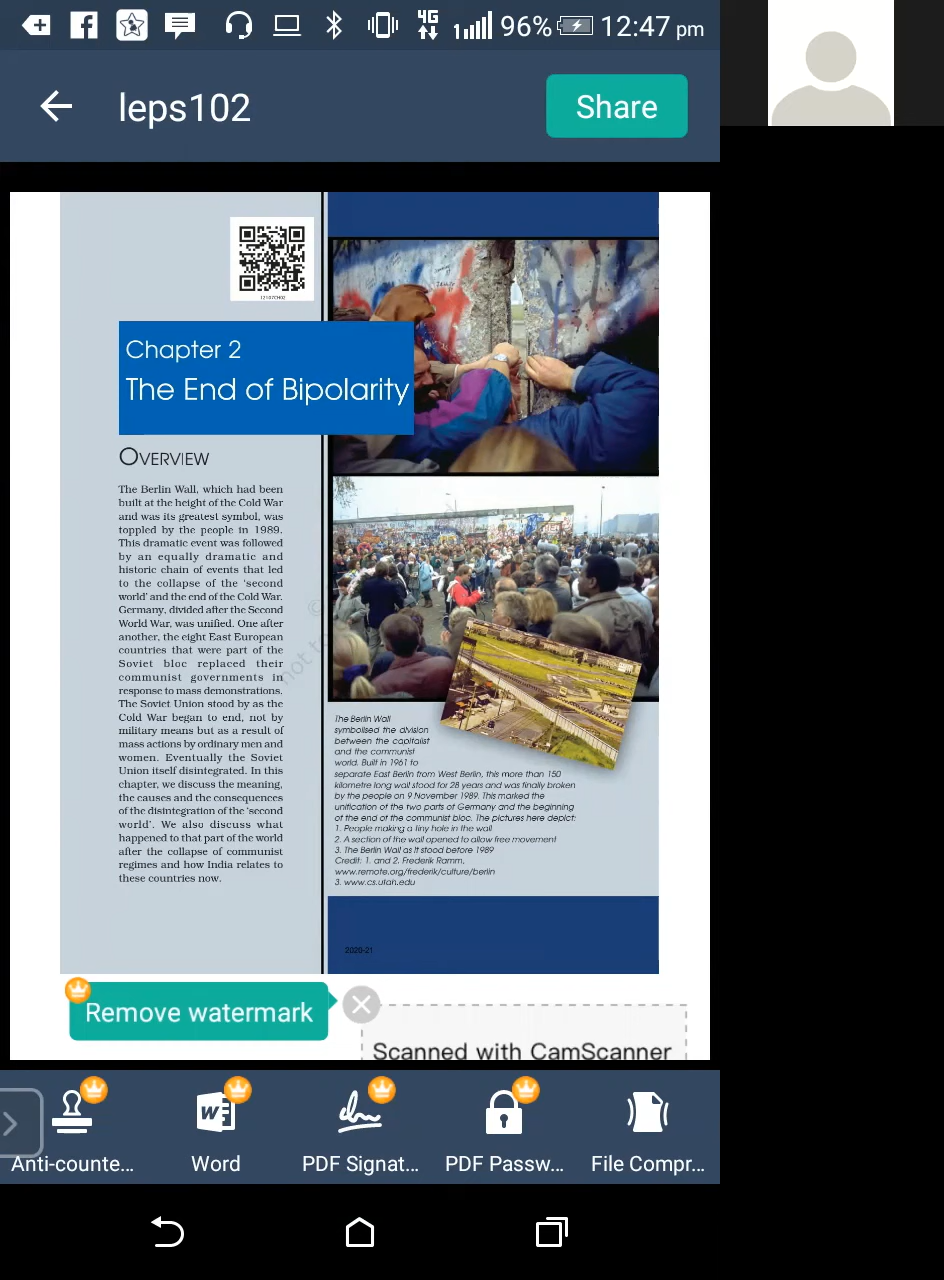 4G
96%
12:47 pm
leps102
Share
12107CH02
Chapter 2
The End of Bipolarity
OVERVIEW
The Berlin Wall, which had been
built at the height of the Cold War
and was its greatest symbol, was
toppled by the people in 1989.
This dramatic event was followed
by an equally dramatic and
historic chain of events that led
to the collapse of the ‘second
world’ and the end of the Cold War.
Germany, divided after the Second
World War, was unified. One after
another, the eight East European
countries that were part of the
Soviet bloc replaced their
communist governments in
response to mass demonstrations.
The Soviet Union stood by as the
Cold War began to end, not by
military means but as a result of
mass actions by ordinary men and
women. Eventually the Soviet
Union itself disintegrated. In this
chapter, we discuss the meaning,
the causes and the consequences
of the disintegration of the ‘second
world’. We also discuss what
happened to that part of the world
after the collapse of communist
regimes and how India relates to
these countries now.
©
not to
The Berlin Wall
symbolised the division
between the capitalist
and the communist
world. Built in 1961 to
separate East Berlin from West Berlin, this more than 150
kilometre long wall stood for 28 years and was finally broken
by the people on 9 November 1989. This marked the
unification of the two parts of Germany and the beginning
of the end of the communist bloc. The pictures here depict:
1. People making a tiny hole in the wall
2. A section of the wall opened to allow free movement
3. The Berlin Wall as it stood before 1989
Credit: 1. and 2. Frederik Ramm,
www.remote.org/frederik/culture/berlin
3. www.cs.utah.edu
2020-21
Remove watermark
Scanned with CamScanner
Anti-counte...
Word
PDF Signat...
PDF Passw...
File Compr...